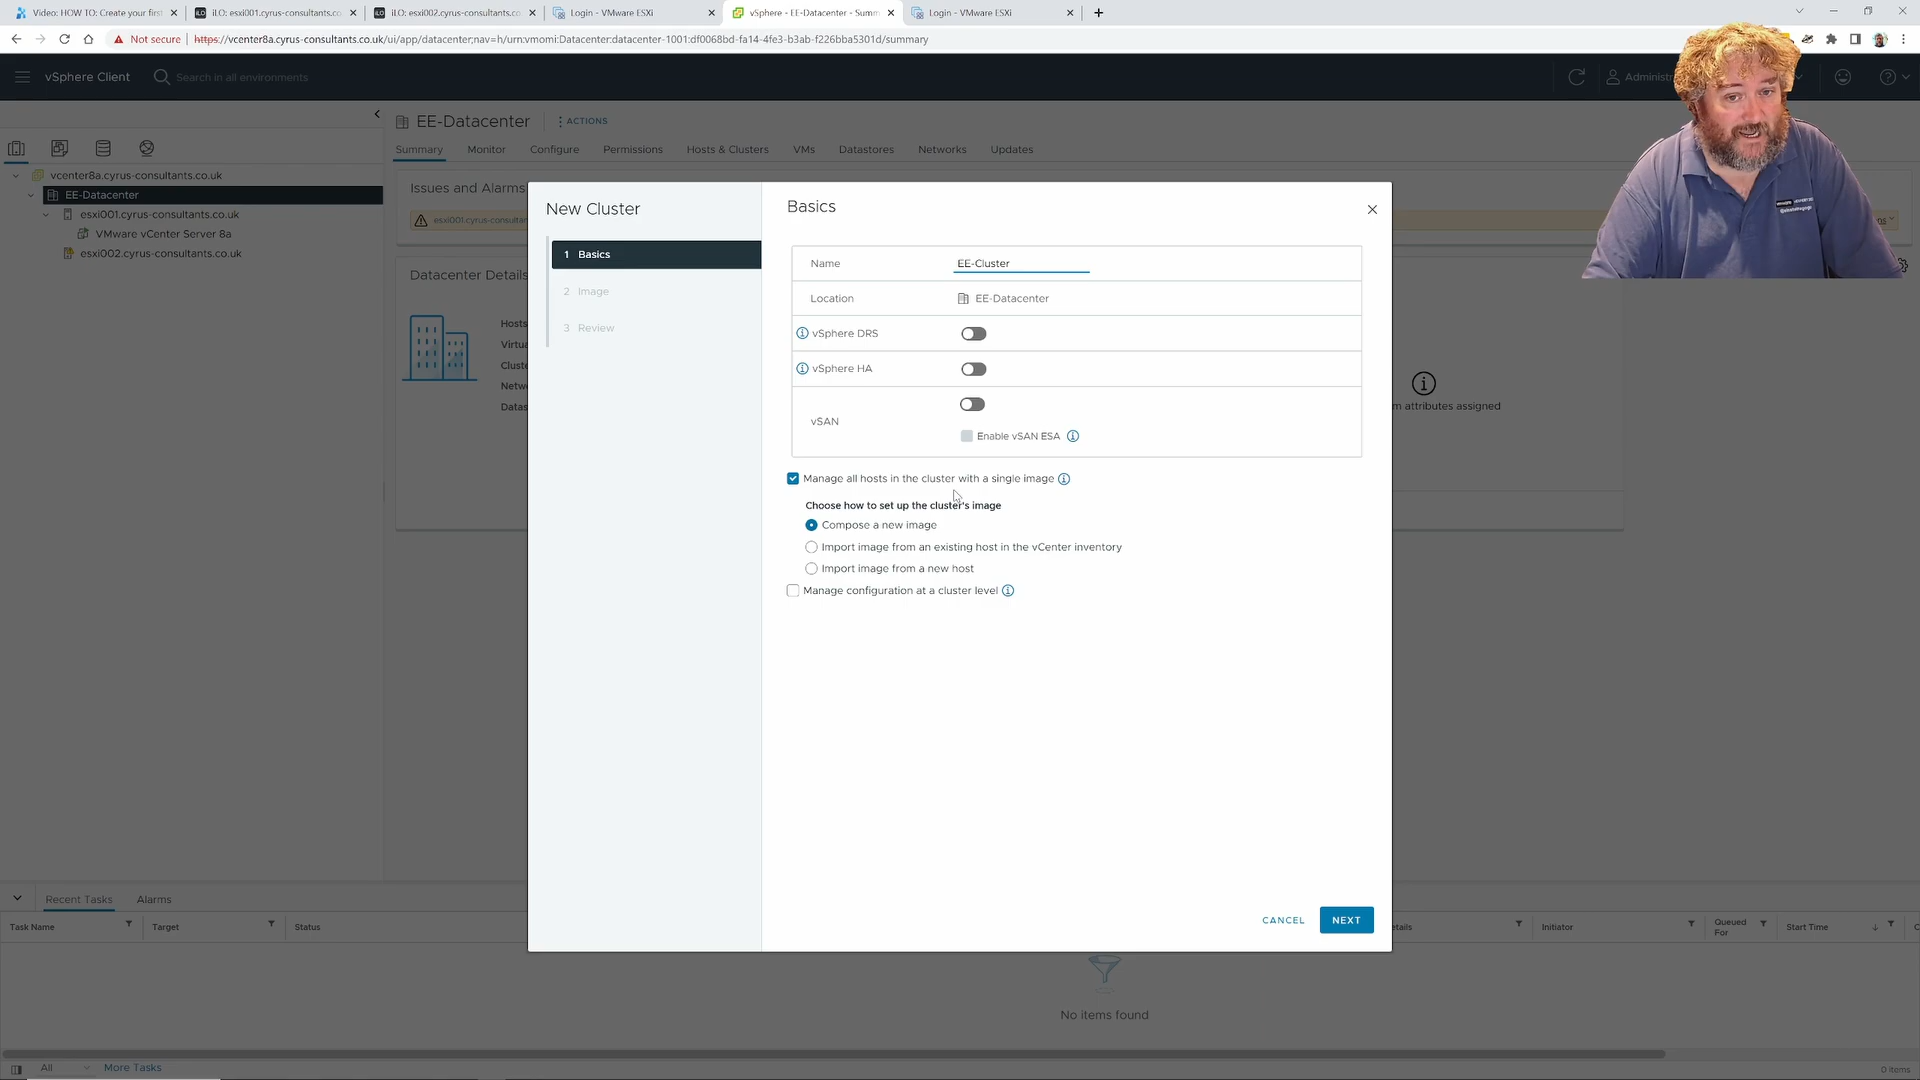 Video: HOW TO: Create your first
iLO: esxi001.cyrus-consultants.co
iLO: esxi002.cyrus-consultants.co
Login - VMware ESXi
vSphere - EE-Datacenter - Summ
Login - VMware ESXi
Not secure
https://vcenter8a.cyrus-consultants.co.uk/ui/app/datacenter;nav=h/urn:vmomi:Datacenter:datacenter-1001:df0068bd-fa14-4fe3-b3ab-f226bba5301d/summary
vSphere Client
Search in all environments
Administr
EE-Datacenter
ACTIONS
Summary
Monitor
Configure
Permissions
Hosts & Clusters
VMs
Datastores
Networks
Updates
vcenter8a.cyrus-consultants.co.uk
EE-Datacenter
esxi001.cyrus-consultants.co.uk
VMware vCenter Server 8a
esxi002.cyrus-consultants.co.uk
Issues and Alarms
esxi001.cyrus-consultant
Datacenter Details
Hosts
Virtua
Cluste
Netw
Datas
m attributes assigned
New Cluster
1 Basics
2 Image
3 Review
Basics
Name EE-Cluster
Location EE-Datacenter
vSphere DRS
vSphere HA
vSAN
Enable vSAN ESA
Manage all hosts in the cluster with a single image
Choose how to set up the cluster's image
Compose a new image
Import image from an existing host in the vCenter inventory
Import image from a new host
Manage configuration at a cluster level
CANCEL
NEXT
Recent Tasks
Alarms
Task Name
Target
Status
etails
Initiator
Queued For
Start Time
No items found
All
More Tasks
0 items